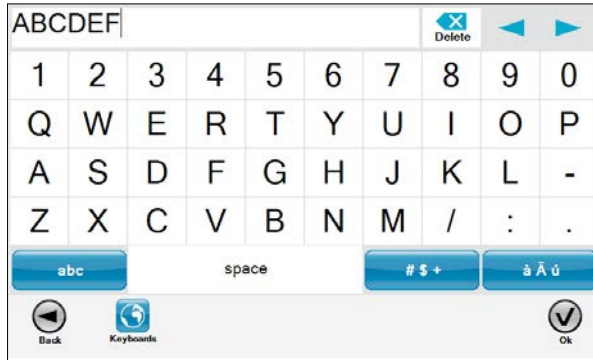 ABCDEF
Delete
1 2 3 4 5 6 7 8 9 0
Q W E R T Y U I O P
A S D F G H J K L -
Z X C V B N M / : .
abc space # $ + à Ã ú
Back Keyboards Ok